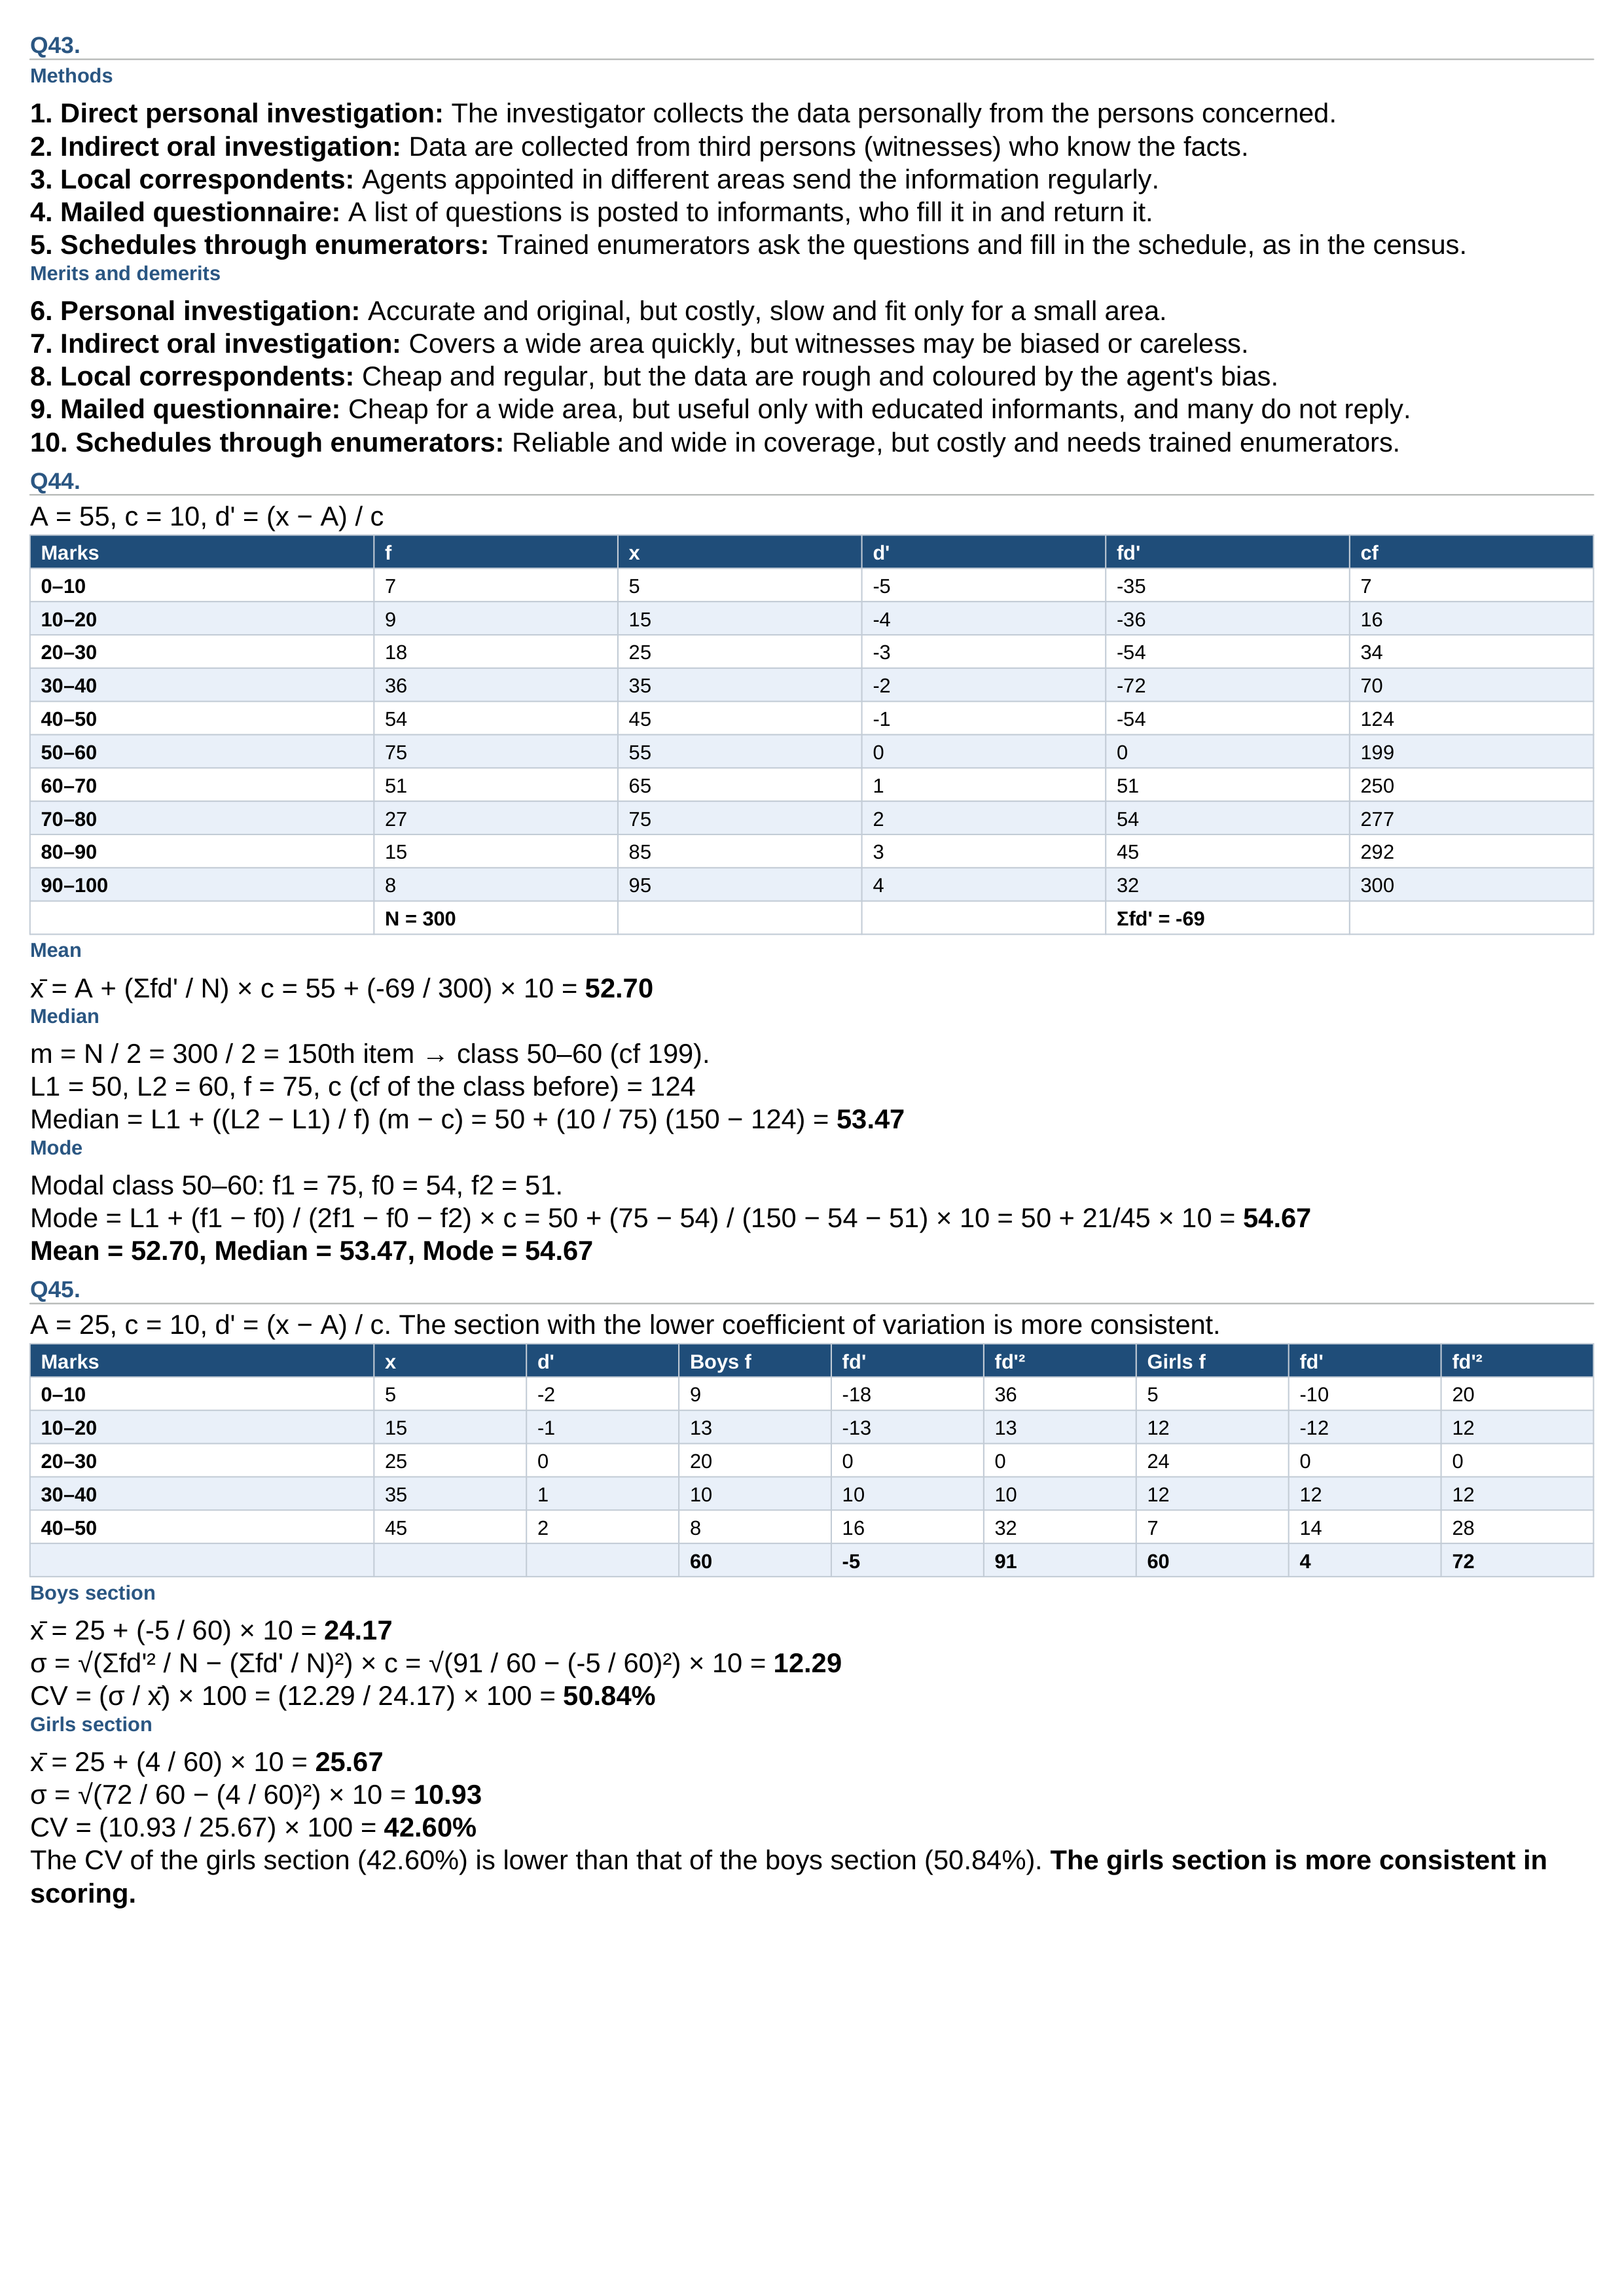 Q43.
Methods
1. Direct personal investigation: The investigator collects the data personally from the persons concerned.
2. Indirect oral investigation: Data are collected from third persons (witnesses) who know the facts.
3. Local correspondents: Agents appointed in different areas send the information regularly.
4. Mailed questionnaire: A list of questions is posted to informants, who fill it in and return it.
5. Schedules through enumerators: Trained enumerators ask the questions and fill in the schedule, as in the census.
Merits and demerits
6. Personal investigation: Accurate and original, but costly, slow and fit only for a small area.
7. Indirect oral investigation: Covers a wide area quickly, but witnesses may be biased or careless.
8. Local correspondents: Cheap and regular, but the data are rough and coloured by the agent's bias.
9. Mailed questionnaire: Cheap for a wide area, but useful only with educated informants, and many do not reply.
10. Schedules through enumerators: Reliable and wide in coverage, but costly and needs trained enumerators.
Q44.
A = 55, c = 10, d' = (x − A) / c
Marks f x d' fd' cf
0–10 7 5 -5 -35 7
10–20 9 15 -4 -36 16
20–30 18 25 -3 -54 34
30–40 36 35 -2 -72 70
40–50 54 45 -1 -54 124
50–60 75 55 0 0 199
60–70 51 65 1 51 250
70–80 27 75 2 54 277
80–90 15 85 3 45 292
90–100 8 95 4 32 300
N = 300 Σfd' = -69
Mean
x̄ = A + (Σfd' / N) × c = 55 + (-69 / 300) × 10 = 52.70
Median
m = N / 2 = 300 / 2 = 150th item → class 50–60 (cf 199).
L1 = 50, L2 = 60, f = 75, c (cf of the class before) = 124
Median = L1 + ((L2 − L1) / f) (m − c) = 50 + (10 / 75) (150 − 124) = 53.47
Mode
Modal class 50–60: f1 = 75, f0 = 54, f2 = 51.
Mode = L1 + (f1 − f0) / (2f1 − f0 − f2) × c = 50 + (75 − 54) / (150 − 54 − 51) × 10 = 50 + 21/45 × 10 = 54.67
Mean = 52.70, Median = 53.47, Mode = 54.67
Q45.
A = 25, c = 10, d' = (x − A) / c. The section with the lower coefficient of variation is more consistent.
Marks x d' Boys f fd' fd'² Girls f fd' fd'²
0–10 5 -2 9 -18 36 5 -10 20
10–20 15 -1 13 -13 13 12 -12 12
20–30 25 0 20 0 0 24 0 0
30–40 35 1 10 10 10 12 12 12
40–50 45 2 8 16 32 7 14 28
60 -5 91 60 4 72
Boys section
x̄ = 25 + (-5 / 60) × 10 = 24.17
σ = √(Σfd'² / N − (Σfd' / N)²) × c = √(91 / 60 − (-5 / 60)²) × 10 = 12.29
CV = (σ / x̄) × 100 = (12.29 / 24.17) × 100 = 50.84%
Girls section
x̄ = 25 + (4 / 60) × 10 = 25.67
σ = √(72 / 60 − (4 / 60)²) × 10 = 10.93
CV = (10.93 / 25.67) × 100 = 42.60%
The CV of the girls section (42.60%) is lower than that of the boys section (50.84%). The girls section is more consistent in
scoring.